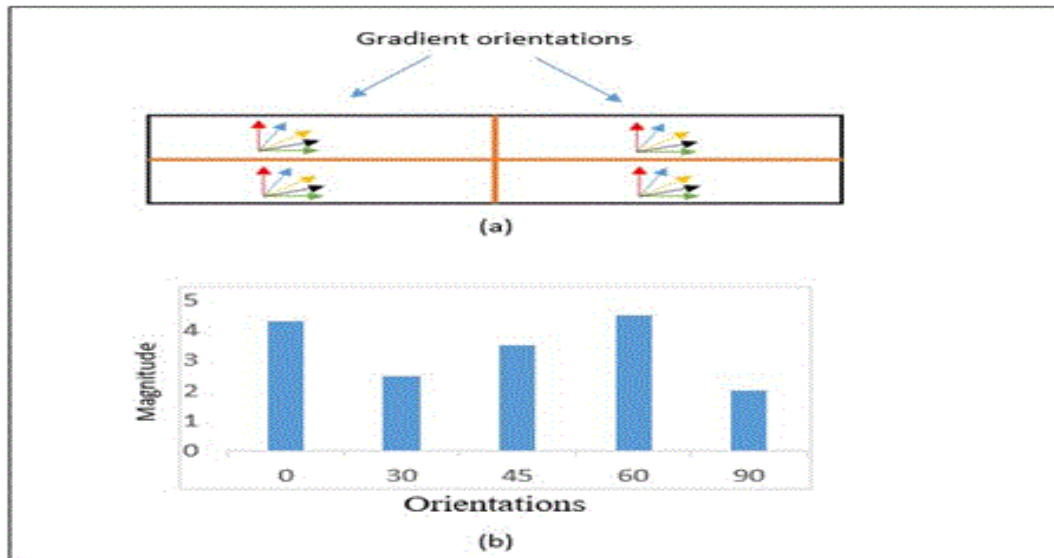 Gradient orientations
(a)
5
4
3
2
1
0
Magnitude
0 30 45 60 90
Orientations
(b)